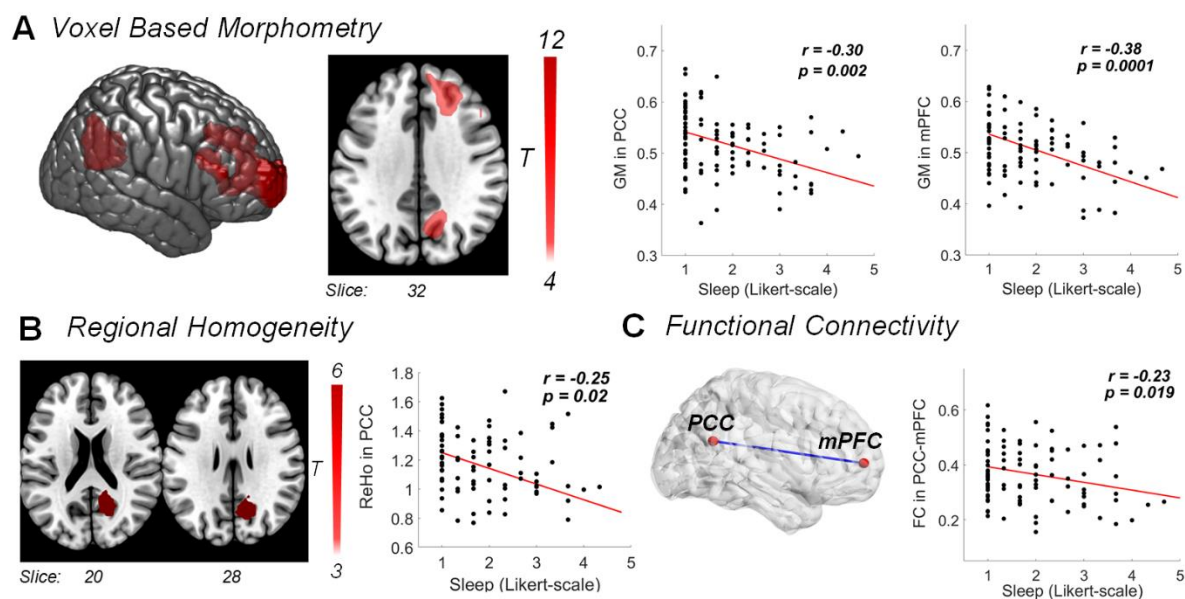 A Voxel Based Morphometry
12
T
4
Slice: 32
r = -0.30
p = 0.002
0.7
0.6
0.5
0.4
0.3
GM in PCC
1 2 3 4 5
Sleep (Likert-scale)
r = -0.38
p = 0.0001
0.7
0.6
0.5
0.4
0.3
GM in mPFC
1 2 3 4 5
Sleep (Likert-scale)
B Regional Homogeneity
6
T
3
Slice: 20 28
r = -0.25
p = 0.02
1.8
1.6
1.4
1.2
1
0.8
0.6
ReHo in PCC
1 2 3 4 5
Sleep (Likert-scale)
C Functional Connectivity
PCC
mPFC
r = -0.23
p = 0.019
0.6
0.4
0.2
FC in PCC-mPFC
1 2 3 4 5
Sleep (Likert-scale)